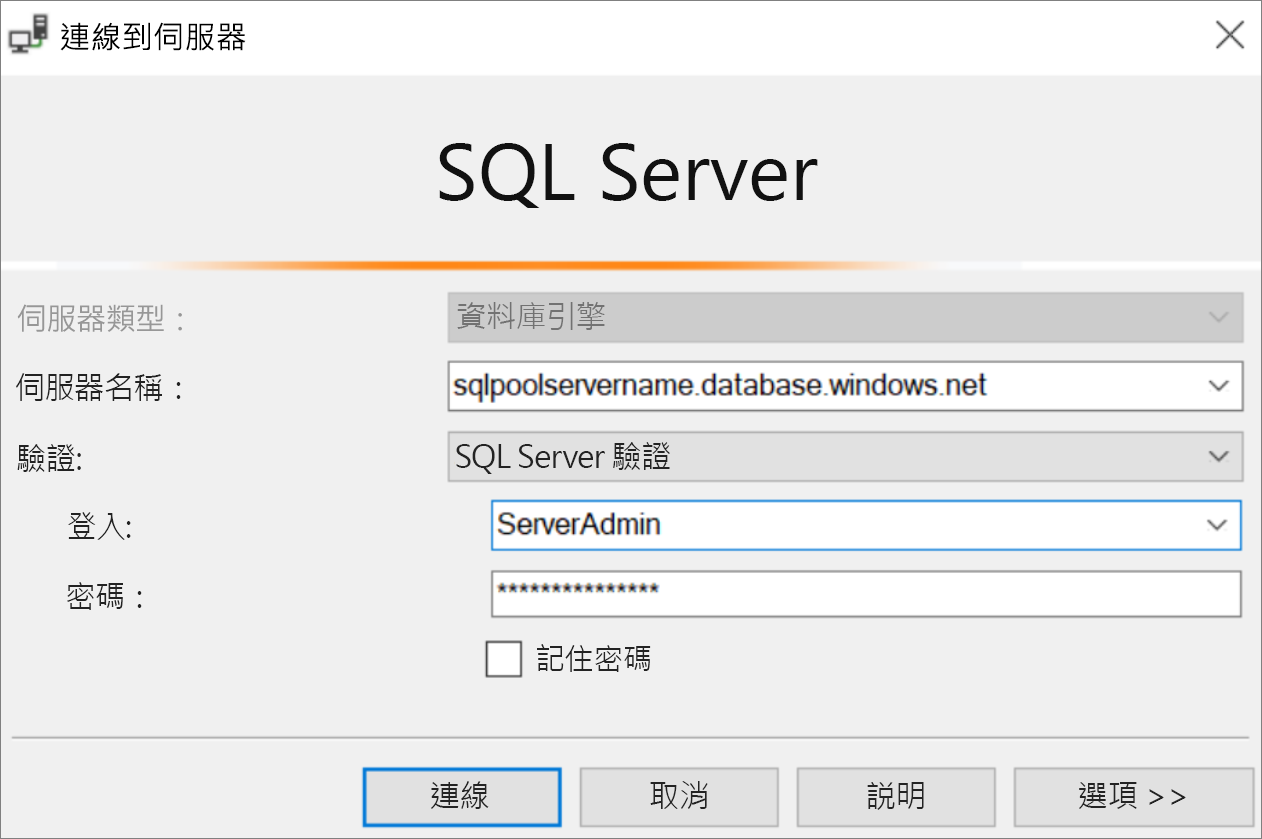 連線到伺服器
SQL Server
伺服器類型： 資料庫引擎
伺服器名稱： sqlpoolservername.database.windows.net
驗證: SQL Server 驗證
登入: ServerAdmin
密碼： ***************
記住密碼
連線 取消 説明 選項 >>